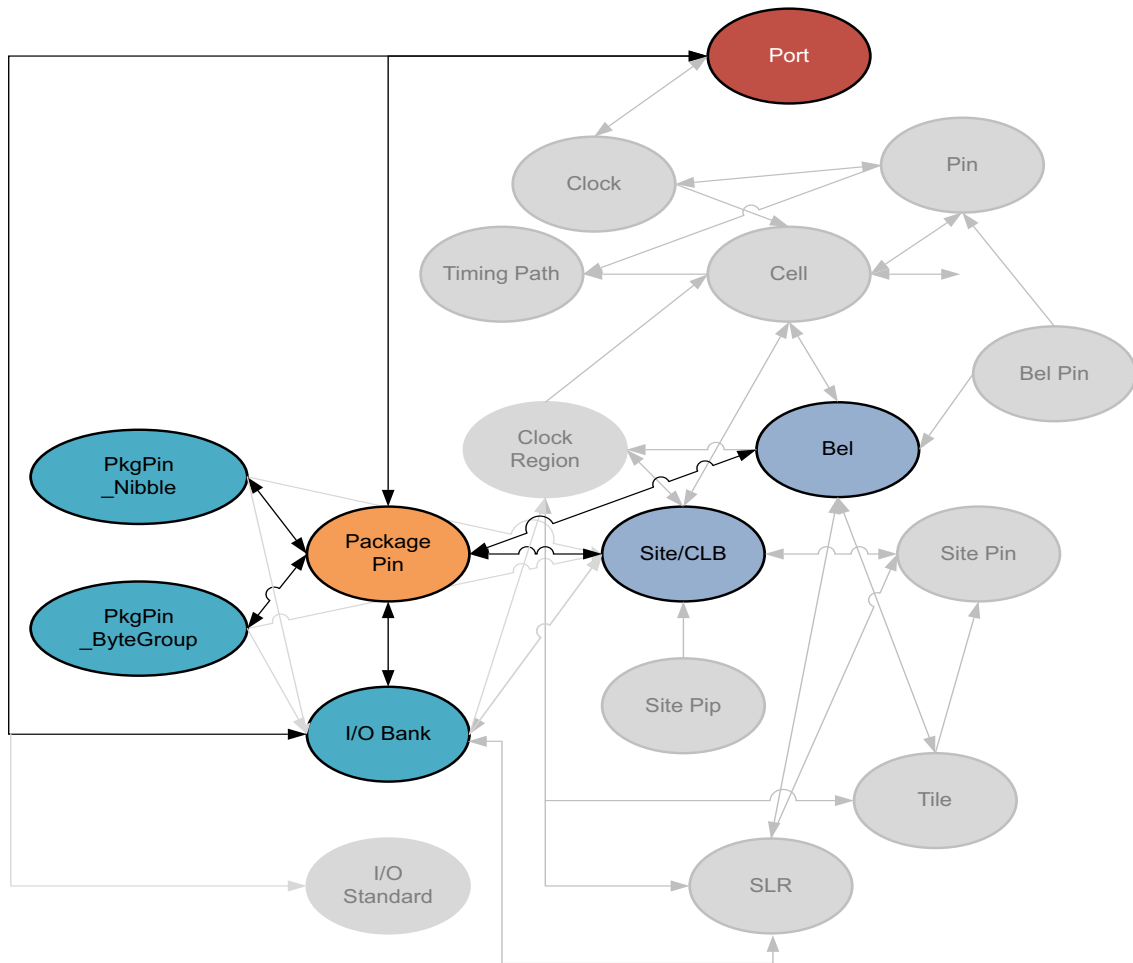 Port
Pin
Clock
Timing Path
Cell
Bel Pin
Clock
Region
Bel
PkgPin
_Nibble
Package
Pin
Site/CLB
Site Pin
PkgPin
_ByteGroup
Site Pip
I/O Bank
Tile
I/O
Standard
SLR